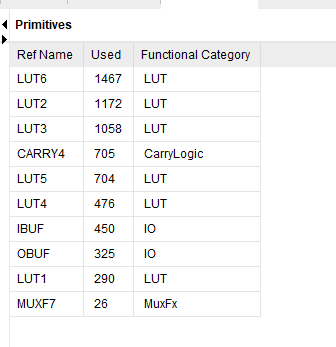 Primitives
Ref Name Used Functional Category
LUT6 1467 LUT
LUT2 1172 LUT
LUT3 1058 LUT
CARRY4 705 CarryLogic
LUT5 704 LUT
LUT4 476 LUT
IBUF 450 IO
OBUF 325 IO
LUT1 290 LUT
MUXF7 26 MuxFx